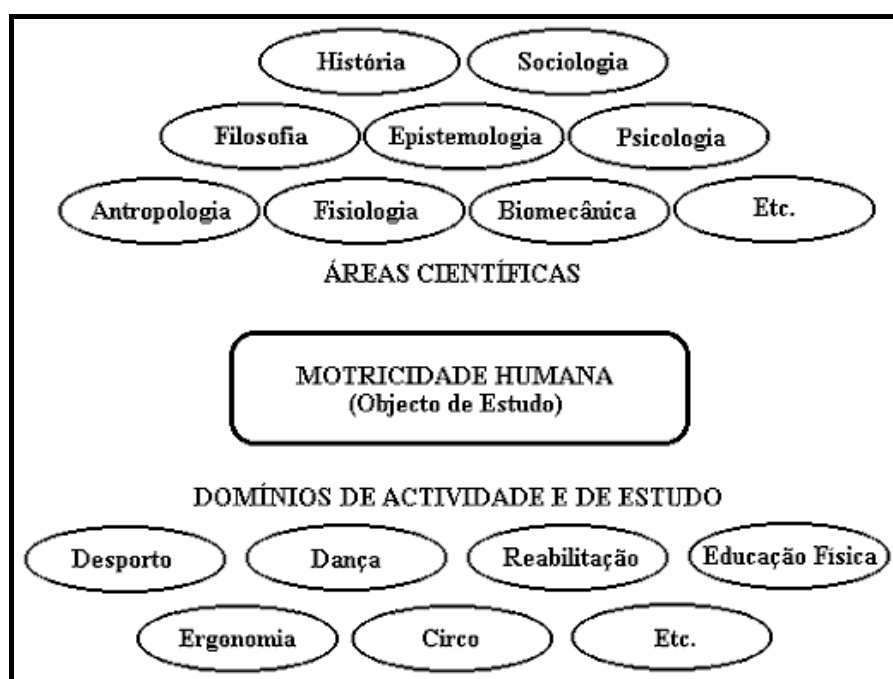 História
Sociologia
Filosofia
Epistemologia
Psicologia
Antropologia
Fisiologia
Biomecânica
Etc.
ÁREAS CIENTÍFICAS
MOTRICIDADE HUMANA
(Objecto de Estudo)
DOMÍNIOS DE ACTIVIDADE E DE ESTUDO
Desporto
Dança
Reabilitação
Educação Física
Ergonomia
Circo
Etc.